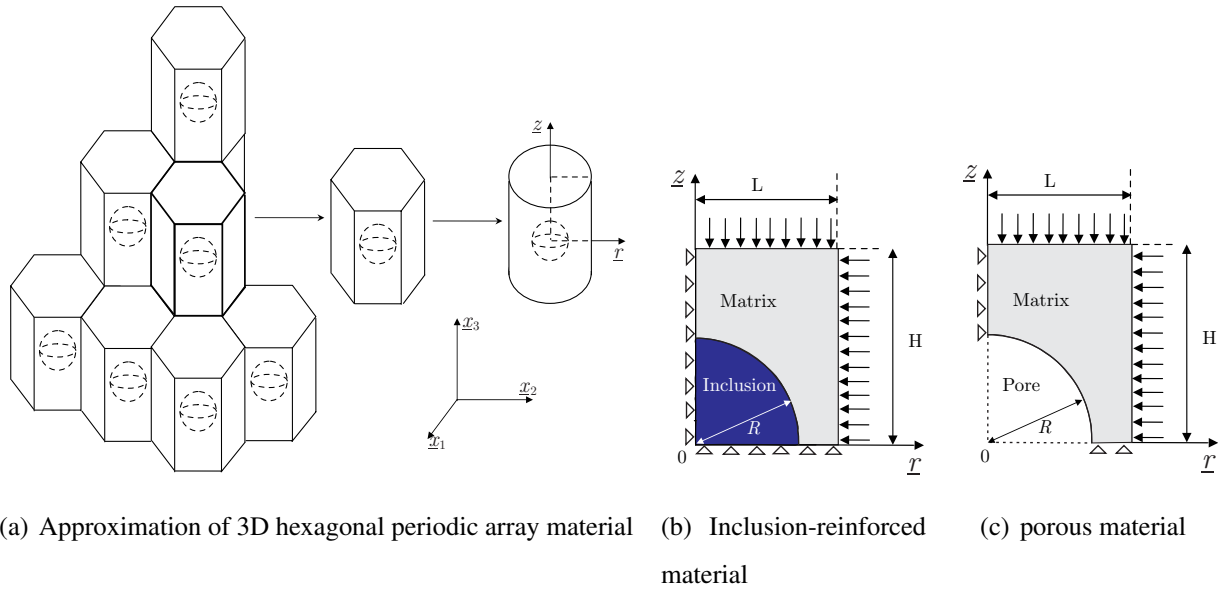 z
r
x3
x2
x1
z
L
Matrix
H
Inclusion
R
0
r
z
L
Matrix
H
Pore
R
0
r
(a) Approximation of 3D hexagonal periodic array material
(b) Inclusion-reinforced
material
(c) porous material